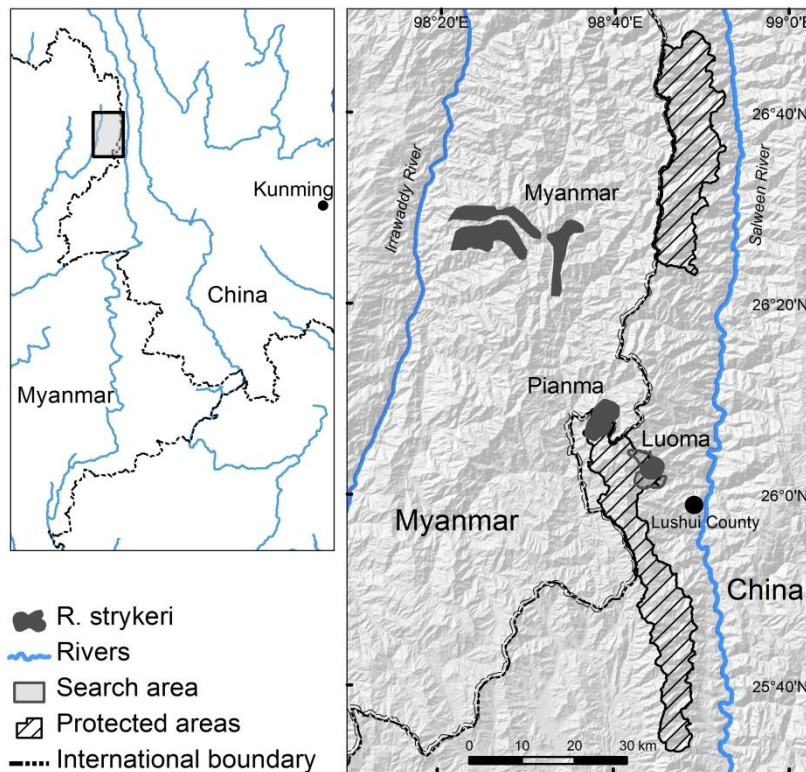 Kunming
China
Myanmar
R. strykeri
Rivers
Search area
Protected areas
International boundary
98°20'E
98°40'E
99°0'E
26°40'N
Irrawaddy River
Myanmar
Salween River
26°20'N
Pianma
Luoma
26°0'N
Myanmar
Lushui County
China
25°40'N
0 10 20 30 km